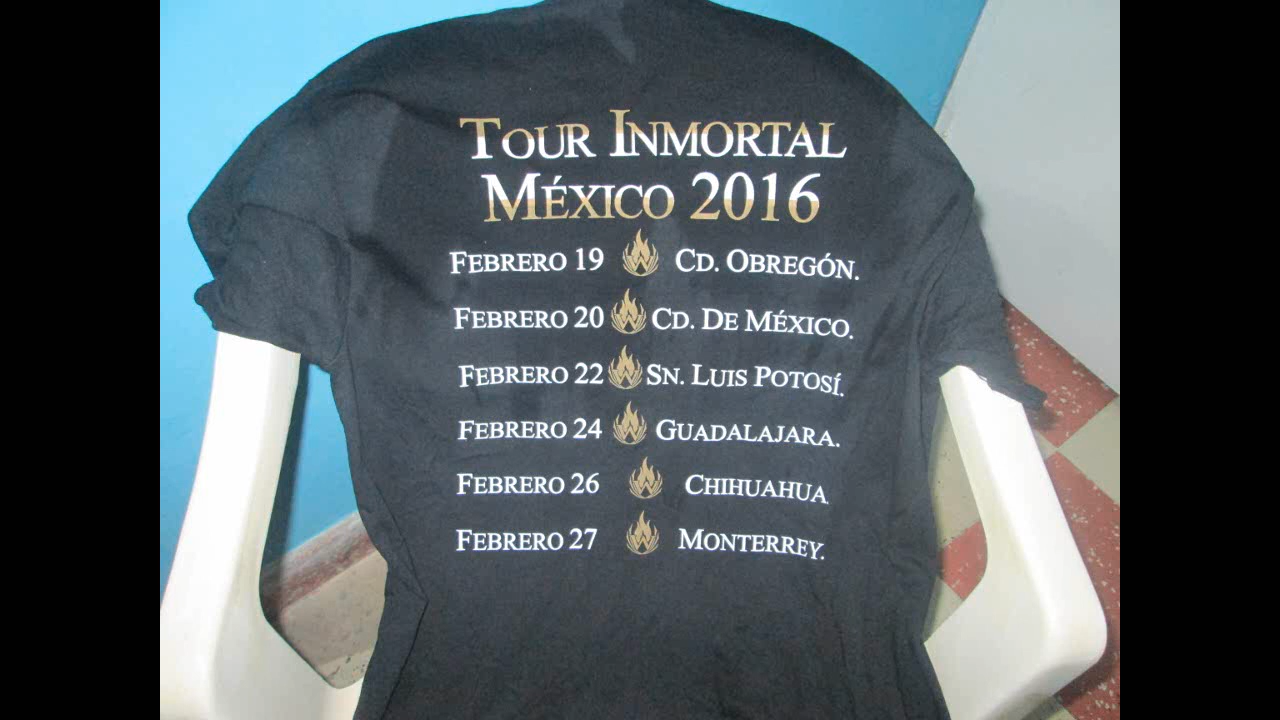 TOUR INMORTAL
MÉXICO 2016
FEBRERO 19 CD. OBREGÓN.
FEBRERO 20 CD. DE MÉXICO.
FEBRERO 22 SN. LUIS POTOSÍ.
FEBRERO 24 GUADALAJARA.
FEBRERO 26 CHIHUAHUA
FEBRERO 27 MONTERREY.